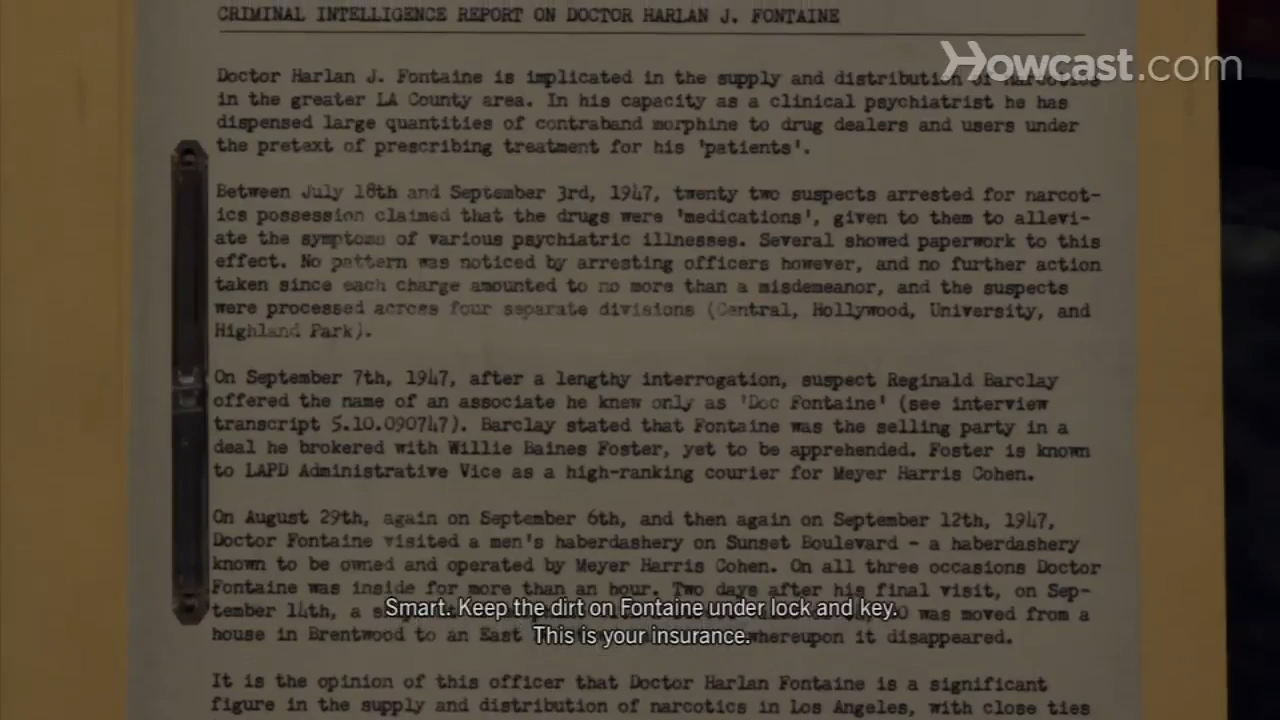 CRIMINAL INTELLIGENCE REPORT ON DOCTOR HARLAN J. FONTAINE
Howcast.com
Doctor Harlan J. Fontaine is implicated in the supply and distribution of narcotics
in the greater LA County area. In his capacity as a clinical psychiatrist he has
dispensed large quantities of contraband morphine to drug dealers and users under
the pretext of prescribing treatment for his 'patients'.
Between July 18th and September 3rd, 1947, twenty two suspects arrested for narcot-
ics possession claimed that the drugs were 'medications', given to them to allevi-
ate the symptoms of various psychiatric illnesses. Several showed paperwork to this
effect. No pattern was noticed by arresting officers however, and no further action
taken since each charge amounted to no more than a misdemeanor, and the suspects
were processed across four separate divisions (Central, Hollywood, University, and
Highland Park).
On September 7th, 1947, after a lengthy interrogation, suspect Reginald Barclay
offered the name of an associate he knew only as 'Doc Fontaine' (see interview
transcript 5.10.090747). Barclay stated that Fontaine was the selling party in a
deal he brokered with Willie Baines Foster, yet to be apprehended. Foster is known
to LAPD Administrative Vice as a high-ranking courier for Meyer Harris Cohen.
On August 29th, again on September 6th, and then again on September 12th, 1947,
Doctor Fontaine visited a men's haberdashery on Sunset Boulevard - a haberdashery
known to be owned and operated by Meyer Harris Cohen. On all three occasions Doctor
Fontaine was inside for more than an hour. Two days after his final visit, on Sep-
tember 14th, a was moved from a
Smart. Keep the dirt on Fontaine under lock and key.
house in Brentwood to an East whereupon it disappeared.
This is your insurance.
It is the opinion of this officer that Doctor Harlan Fontaine is a significant
figure in the supply and distribution of narcotics in Los Angeles, with close ties